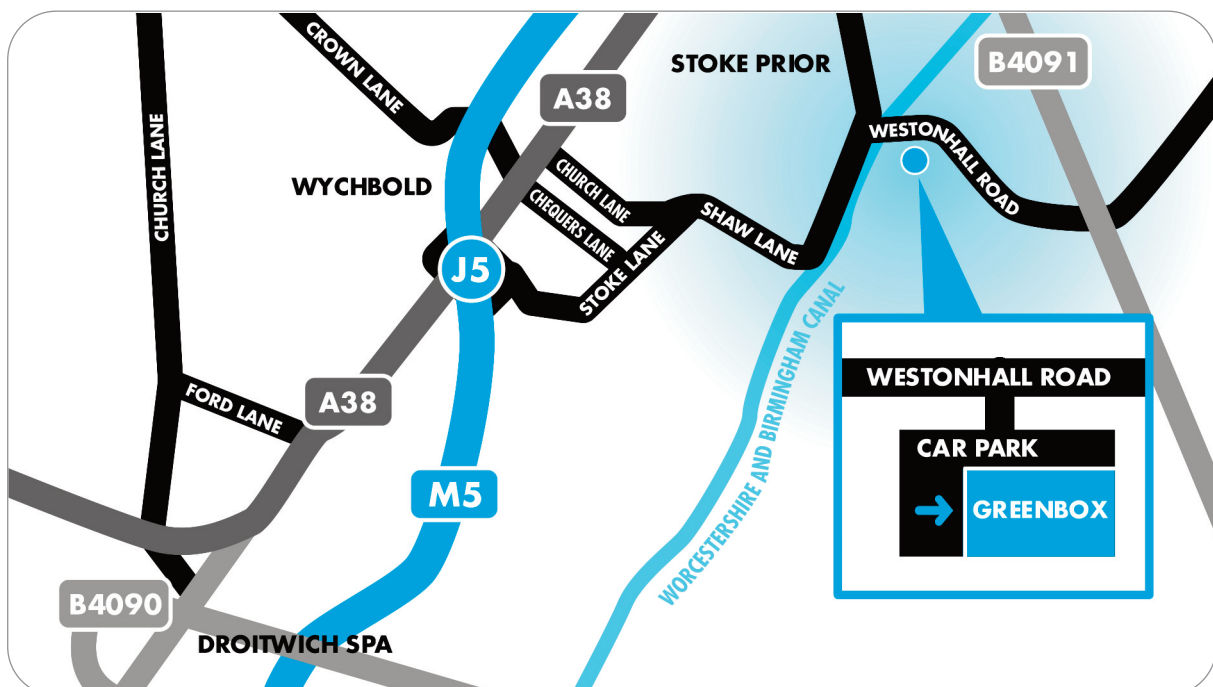 CROWN LANE
STOKE PRIOR
B4091
A38
CHURCH LANE
WESTONHALL ROAD
WYCHBOLD
CHURCH LANE
CHEQUERS LANE
SHAW LANE
J5
STOKE LANE
WORCESTERSHIRE AND BIRMINGHAM CANAL
FORD LANE
A38
WESTONHALL ROAD
CAR PARK
M5
GREENBOX
B4090
DROITWICH SPA